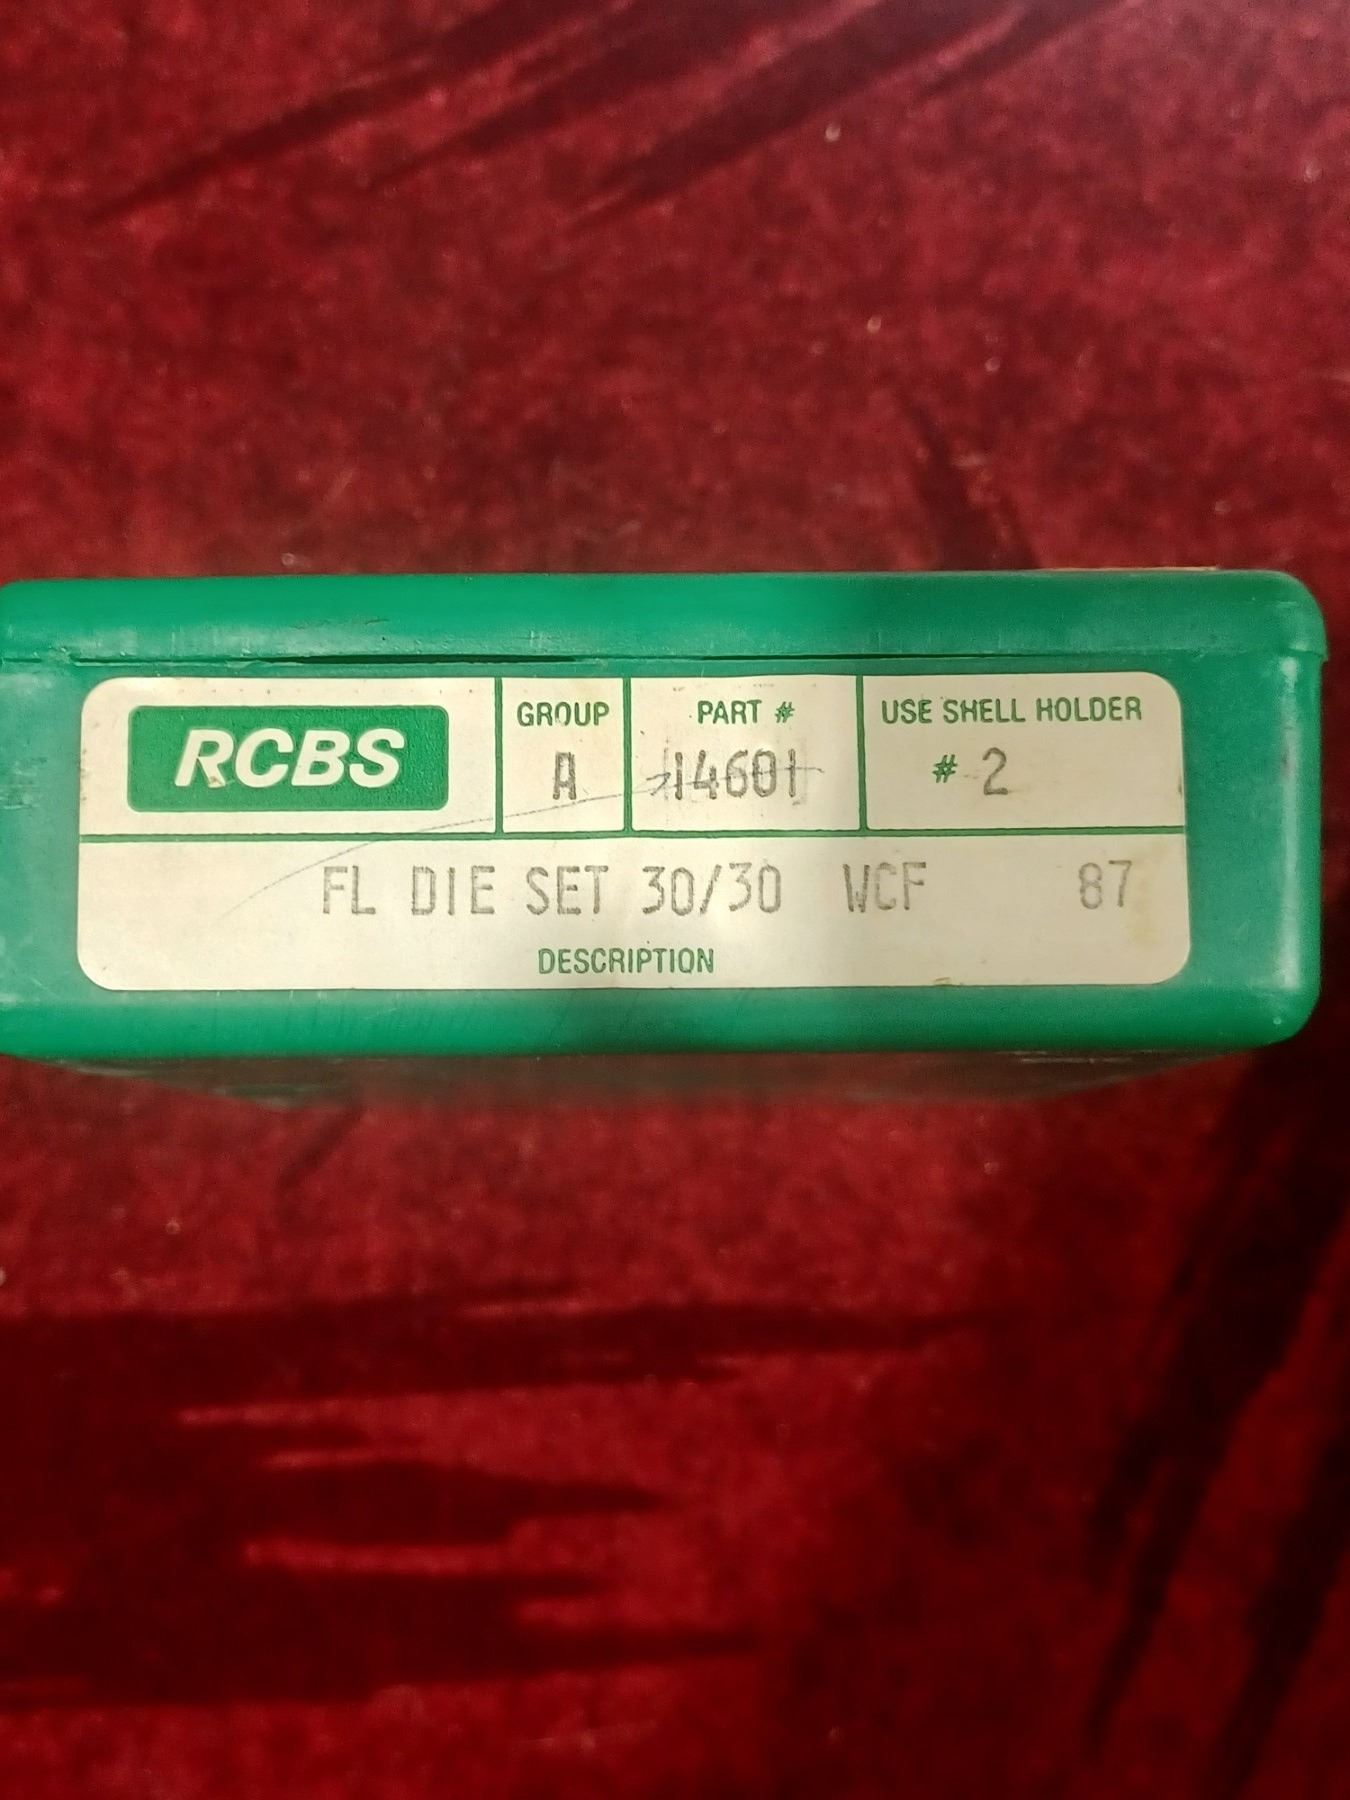 RCBS
GROUP
A
PART #
14601
USE SHELL HOLDER
# 2
FL DIE SET 30/30 WCF 87
DESCRIPTION